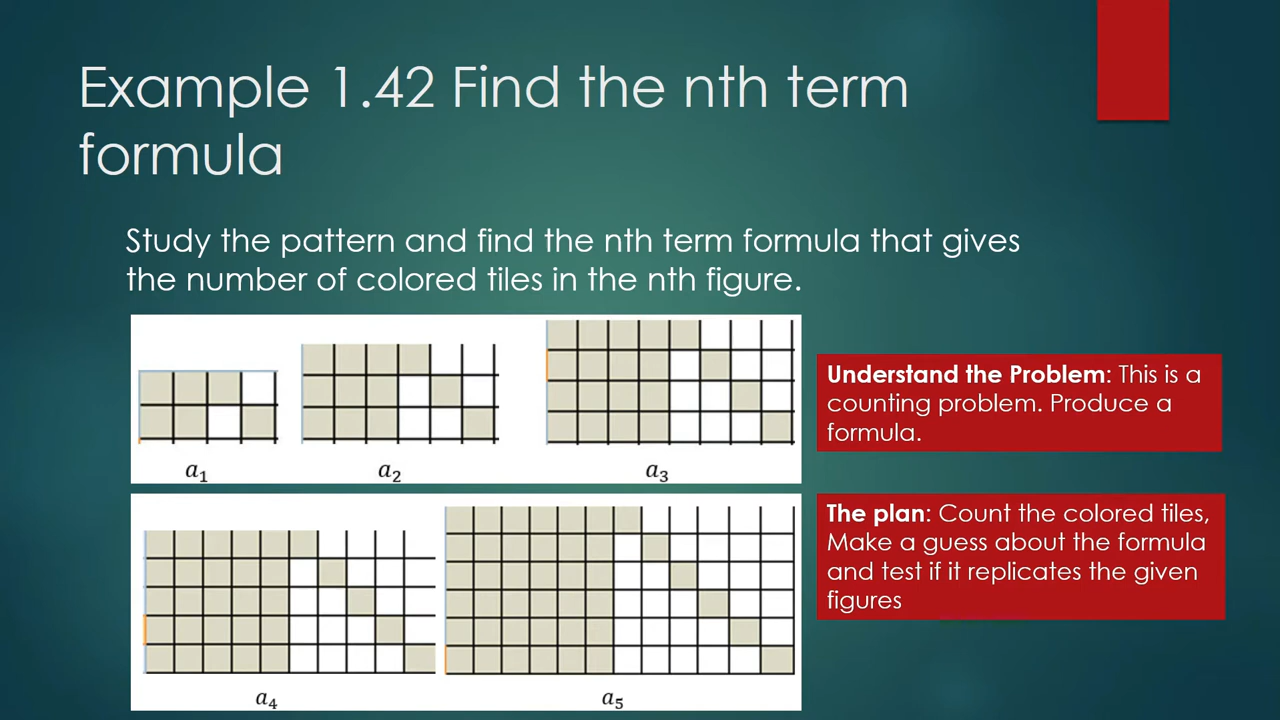 Example 1.42 Find the nth term
formula
Study the pattern and find the nth term formula that gives
the number of colored tiles in the nth figure.
a₁
a₂
a₃
Understand the Problem: This is a
counting problem. Produce a
formula.
a₄
a₅
The plan: Count the colored tiles,
Make a guess about the formula
and test if it replicates the given
figures